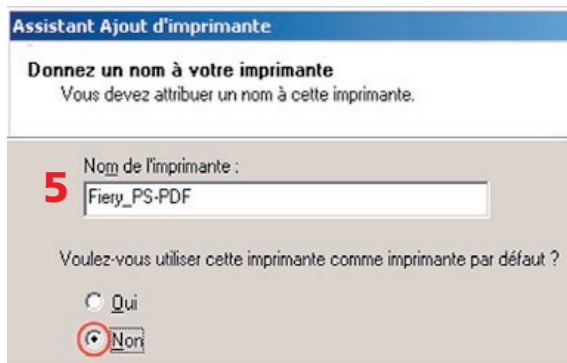 Assistant Ajout d'imprimante
Donnez un nom à votre imprimante
Vous devez attribuer un nom à cette imprimante.
Nom de l'imprimante :
5
Fiery_PS-PDF
Voulez-vous utiliser cette imprimante comme imprimante par défaut ?
Oui
Non